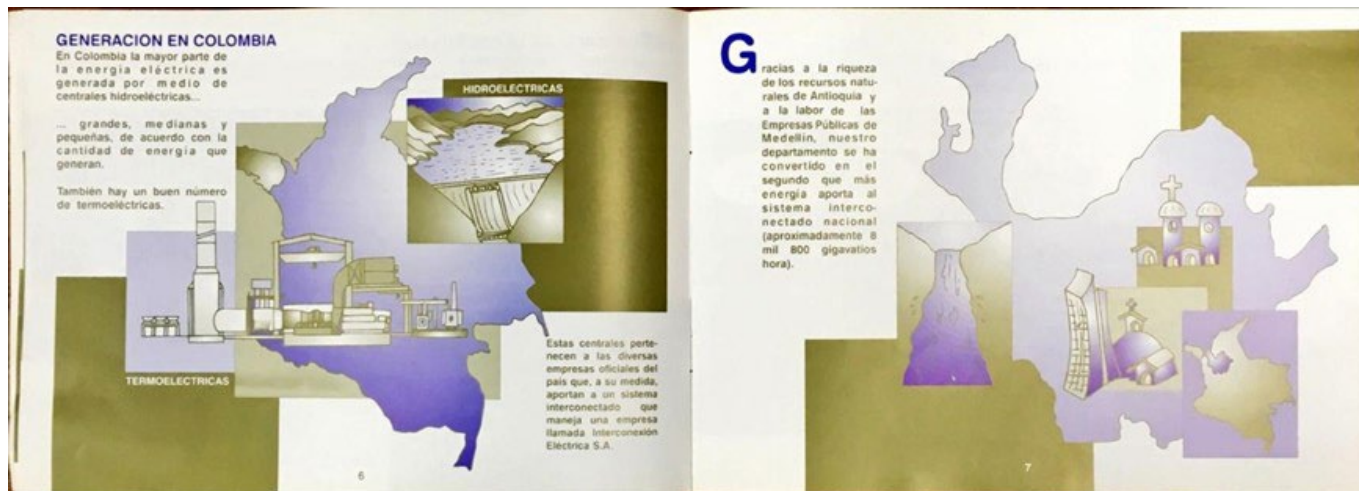 GENERACION EN COLOMBIA
En Colombia la mayor parte de
la energía eléctrica es
generada por medio de
centrales hidroeléctricas...
... grandes, medianas y
pequeñas, de acuerdo con la
cantidad de energía que
generan.
También hay un buen número
de termoeléctricas.
HIDROELECTRICAS
TERMOELECTRICAS
Estas centrales perte-
necen a las diversas
empresas oficiales del
país que, a su medida,
aportan a un sistema
interconectado que
maneja una empresa
llamada Interconexión
Eléctrica S.A.
6
Gracias a la riqueza
de los recursos natu-
rales de Antioquia y
a la labor de las
Empresas Públicas de
Medellín, nuestro
departamento se ha
convertido en el
segundo que más
energía aporta al
sistema interco-
nectado nacional
(aproximadamente 8
mil 800 gigavatios
hora).
7